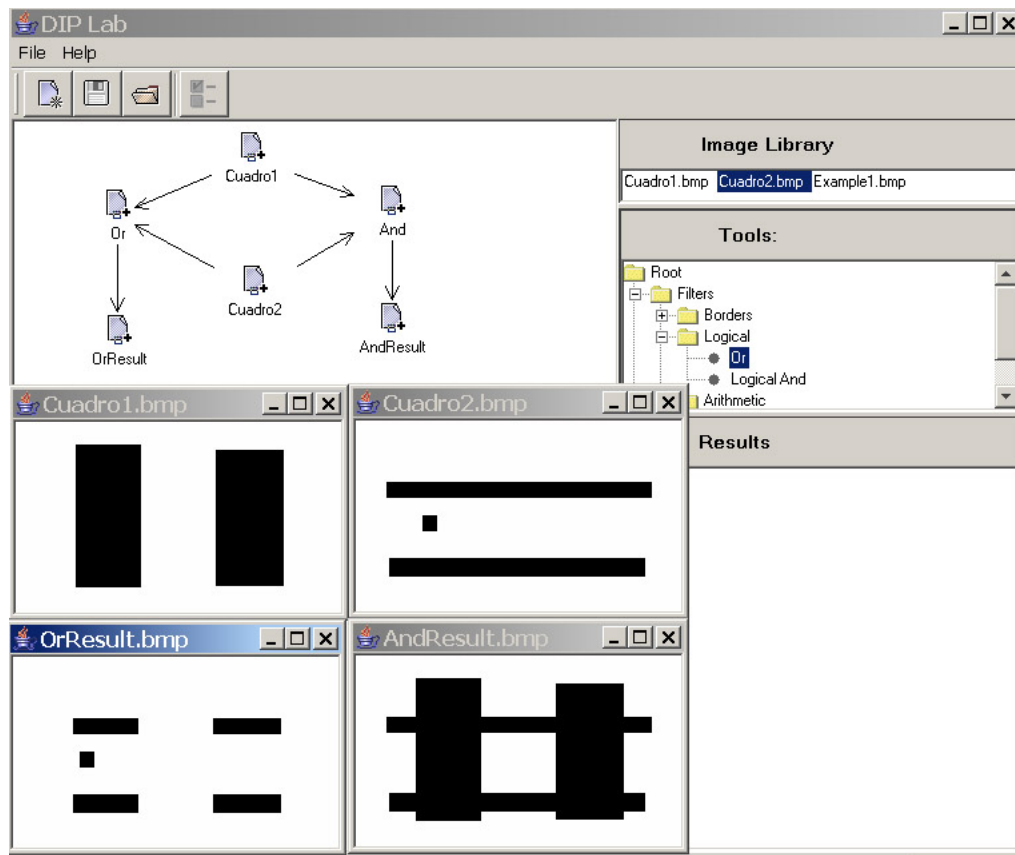 DIP Lab
File Help
Cuadro1
Or
And
Cuadro2
OrResult
AndResult
Image Library
Cuadro1.bmp Cuadro2.bmp Example1.bmp
Tools:
Root
Filters
Borders
Logical
Or
Logical And
Arithmetic
Results
Cuadro1.bmp
Cuadro2.bmp
OrResult.bmp
AndResult.bmp